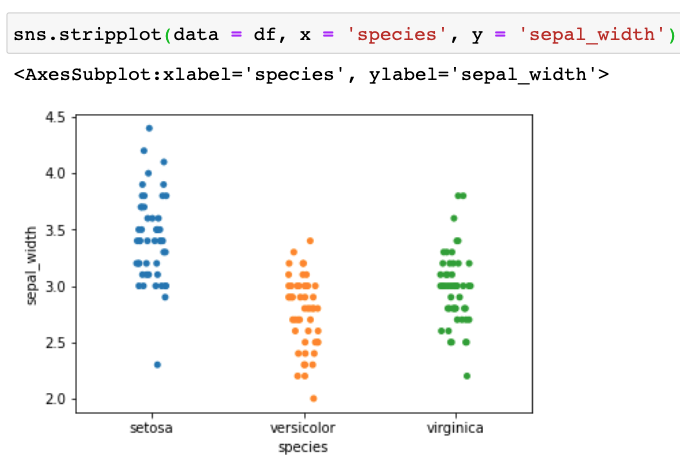 sns.stripplot(data = df, x = 'species', y = 'sepal_width')
<AxesSubplot:xlabel='species', ylabel='sepal_width'>
4.5
4.0
3.5
3.0
2.5
2.0
sepal_width
setosa versicolor virginica
species